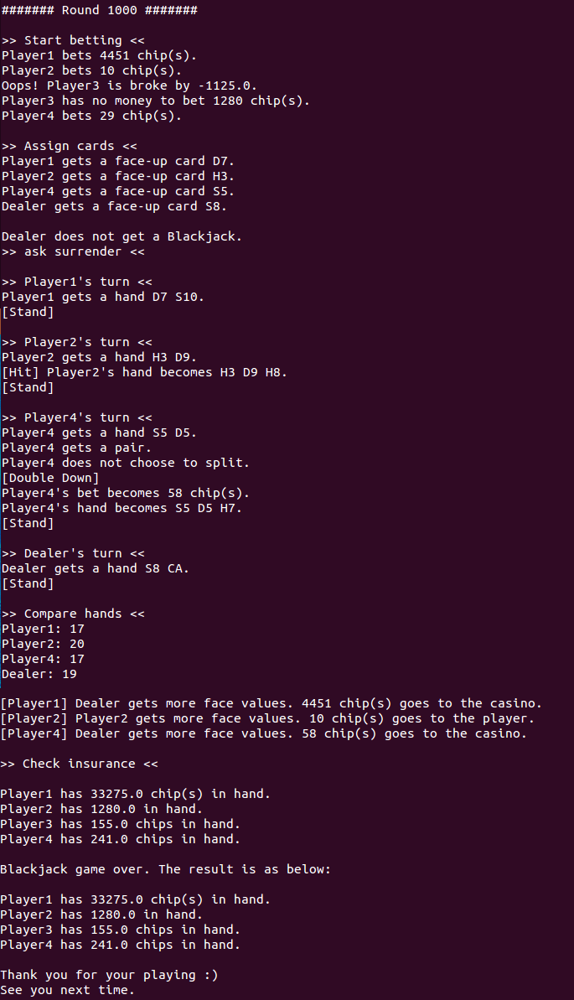 ####### Round 1000 #######
>> Start betting <<
Player1 bets 4451 chip(s).
Player2 bets 10 chip(s).
Oops! Player3 is broke by -1125.0.
Player3 has no money to bet 1280 chip(s).
Player4 bets 29 chip(s).
>> Assign cards <<
Player1 gets a face-up card D7.
Player2 gets a face-up card H3.
Player4 gets a face-up card S5.
Dealer gets a face-up card S8.
Dealer does not get a Blackjack.
>> ask surrender <<
>> Player1's turn <<
Player1 gets a hand D7 S10.
[Stand]
>> Player2's turn <<
Player2 gets a hand H3 D9.
[Hit] Player2's hand becomes H3 D9 H8.
[Stand]
>> Player4's turn <<
Player4 gets a hand S5 D5.
Player4 gets a pair.
Player4 does not choose to split.
[Double Down]
Player4's bet becomes 58 chip(s).
Player4's hand becomes S5 D5 H7.
[Stand]
>> Dealer's turn <<
Dealer gets a hand S8 CA.
[Stand]
>> Compare hands <<
Player1: 17
Player2: 20
Player4: 17
Dealer: 19
[Player1] Dealer gets more face values. 4451 chip(s) goes to the casino.
[Player2] Player2 gets more face values. 10 chip(s) goes to the player.
[Player4] Dealer gets more face values. 58 chip(s) goes to the casino.
>> Check insurance <<
Player1 has 33275.0 chip(s) in hand.
Player2 has 1280.0 in hand.
Player3 has 155.0 chips in hand.
Player4 has 241.0 chips in hand.
Blackjack game over. The result is as below:
Player1 has 33275.0 chip(s) in hand.
Player2 has 1280.0 in hand.
Player3 has 155.0 chips in hand.
Player4 has 241.0 chips in hand.
Thank you for your playing :)
See you next time.